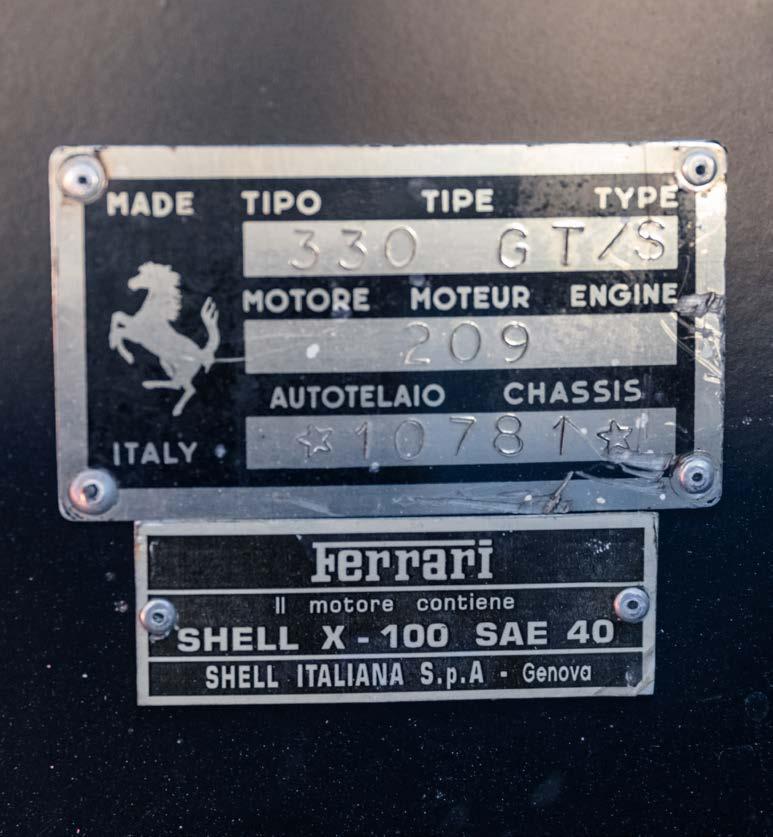 MADE TIPO TIPE TYPE
330 GT/S
MOTORE MOTEUR ENGINE
209
AUTOTELAIO CHASSIS
☆10781☆
ITALY
Ferrari
Il motore contiene
SHELL X-100 SAE 40
SHELL ITALIANA S.p.A - Genova